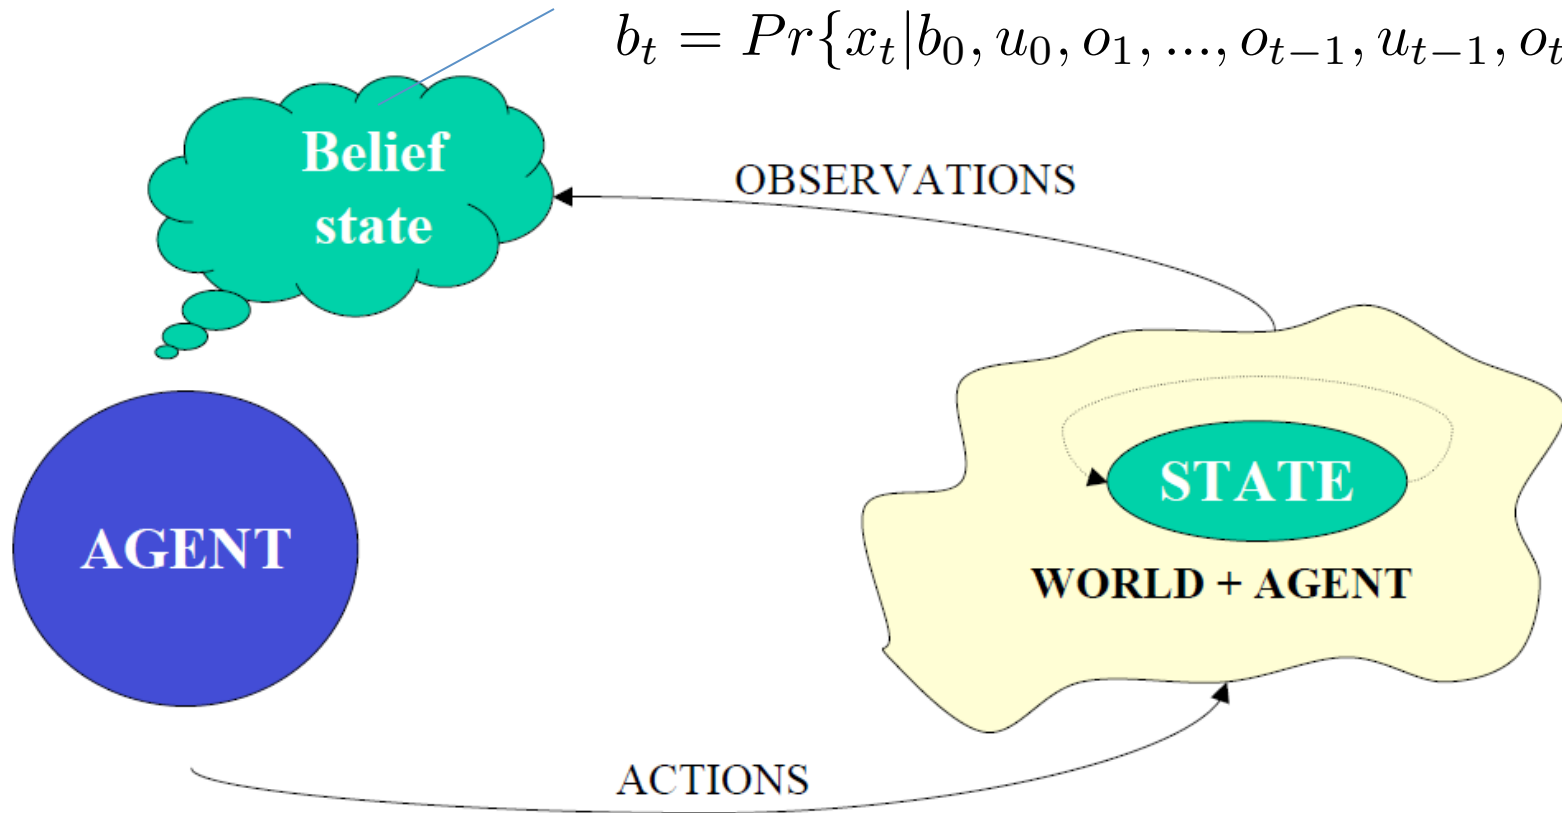 b_t = Pr{x_t|b_0, u_0, o_1, ..., o_{t-1}, u_{t-1}, o_t
Belief
state
OBSERVATIONS
STATE
AGENT
WORLD + AGENT
ACTIONS